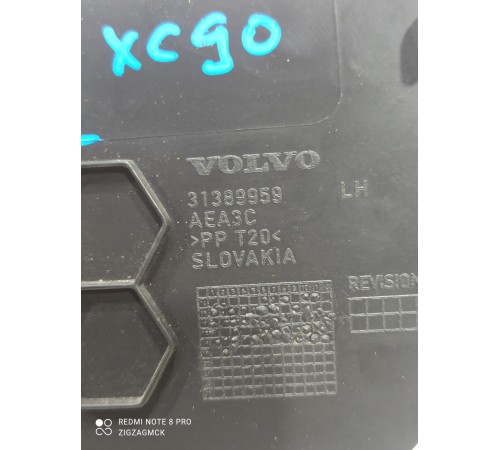 xc90
VOLVO
31389959 LH
AEA3C
>PP T20<
SLOVAKIA
REVISION
REDMI NOTE 8 PRO
ZIGZAGMCK